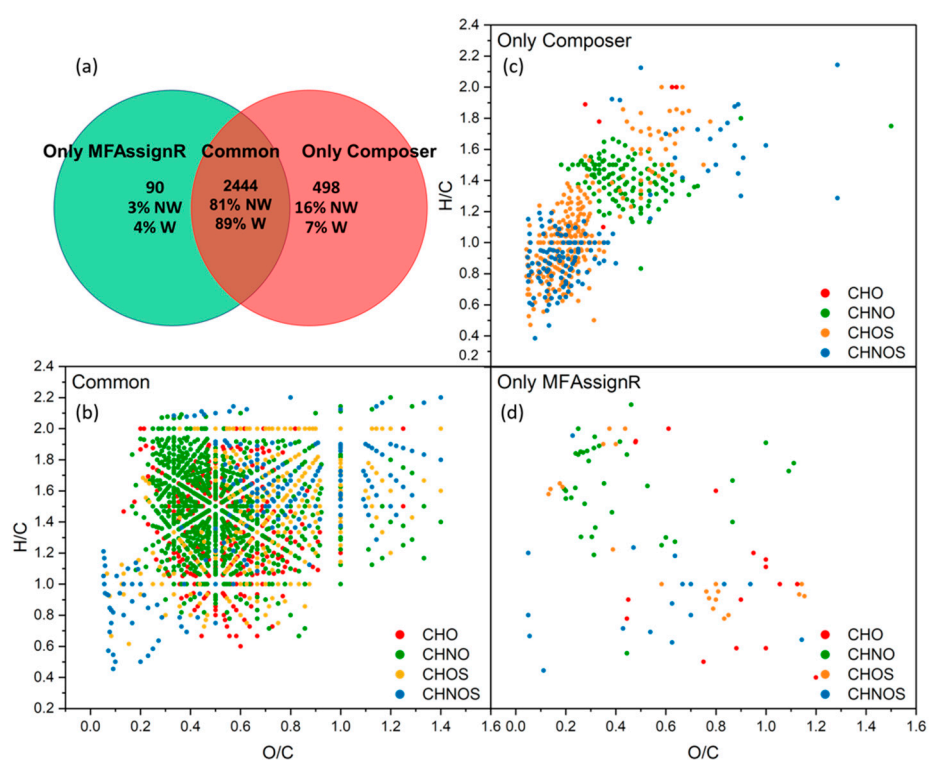 (a)
Only MFAssignR
Common
Only Composer
90
3% NW
4% W
2444
81% NW
89% W
498
16% NW
7% W
Only Composer
(c)
2.4
2.2
2.0
1.8
1.6
1.4
1.2
1.0
0.8
0.6
0.4
0.2
H/C
CHO
CHNO
CHOS
CHNOS
Common
(b)
2.4
2.2
2.0
1.8
1.6
1.4
1.2
1.0
0.8
0.6
0.4
0.2
H/C
CHO
CHNO
CHOS
CHNOS
0.0 0.2 0.4 0.6 0.8 1.0 1.2 1.4 1.6
O/C
Only MFAssignR
(d)
CHO
CHNO
CHOS
CHNOS
0.0 0.2 0.4 0.6 0.8 1.0 1.2 1.4 1.6
O/C